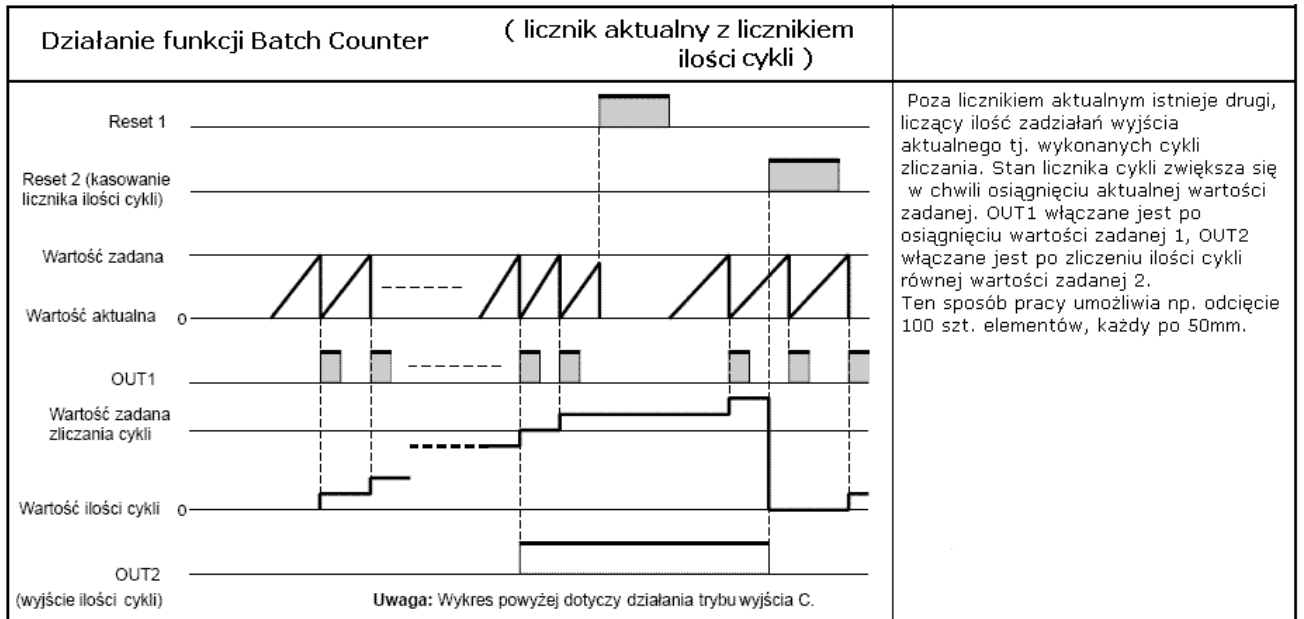 Działanie funkcji Batch Counter
( licznik aktualny z licznikiem
ilości cykli )
Reset 1
Reset 2 (kasowanie
licznika ilości cykli)
Wartość zadana
Wartość aktualna 0
OUT1
Wartość zadana
zliczania cykli
Wartość ilości cykli 0
OUT2
(wyjście ilości cykli)
Uwaga: Wykres powyżej dotyczy działania trybu wyjścia C.
Poza licznikiem aktualnym istnieje drugi,
liczący ilość zadziałań wyjścia
aktualnego tj. wykonanych cykli
zliczania. Stan licznika cykli zwiększa się
w chwili osiągnięciu aktualnej wartości
zadanej. OUT1 włączane jest po
osiągnięciu wartości zadanej 1, OUT2
włączane jest po zliczeniu ilości cykli
równej wartości zadanej 2.
Ten sposób pracy umożliwia np. odcięcie
100 szt. elementów, każdy po 50mm.